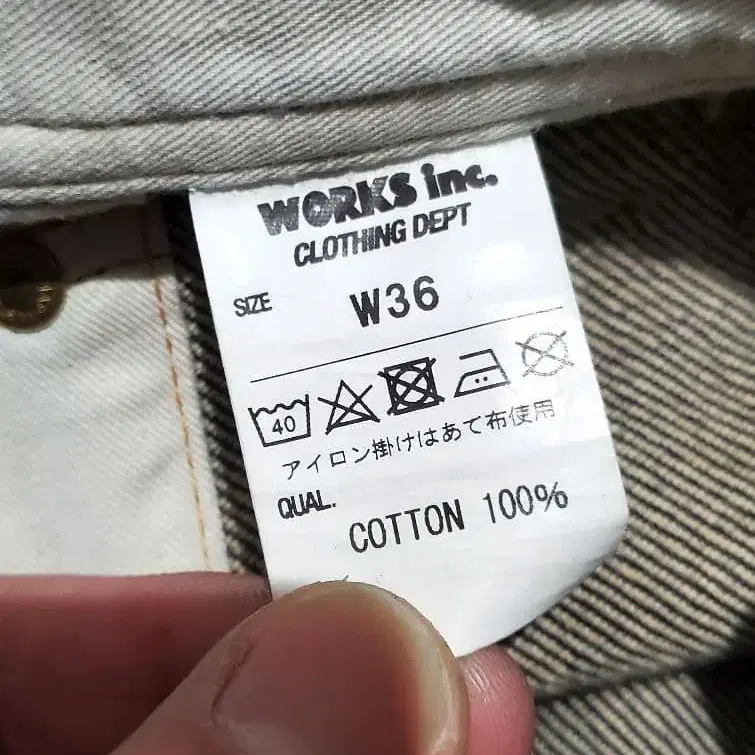 WORKS inc.
CLOTHING DEPT
SIZE W36
40
アイロン掛けはあて布使用
QUAL.
COTTON 100%